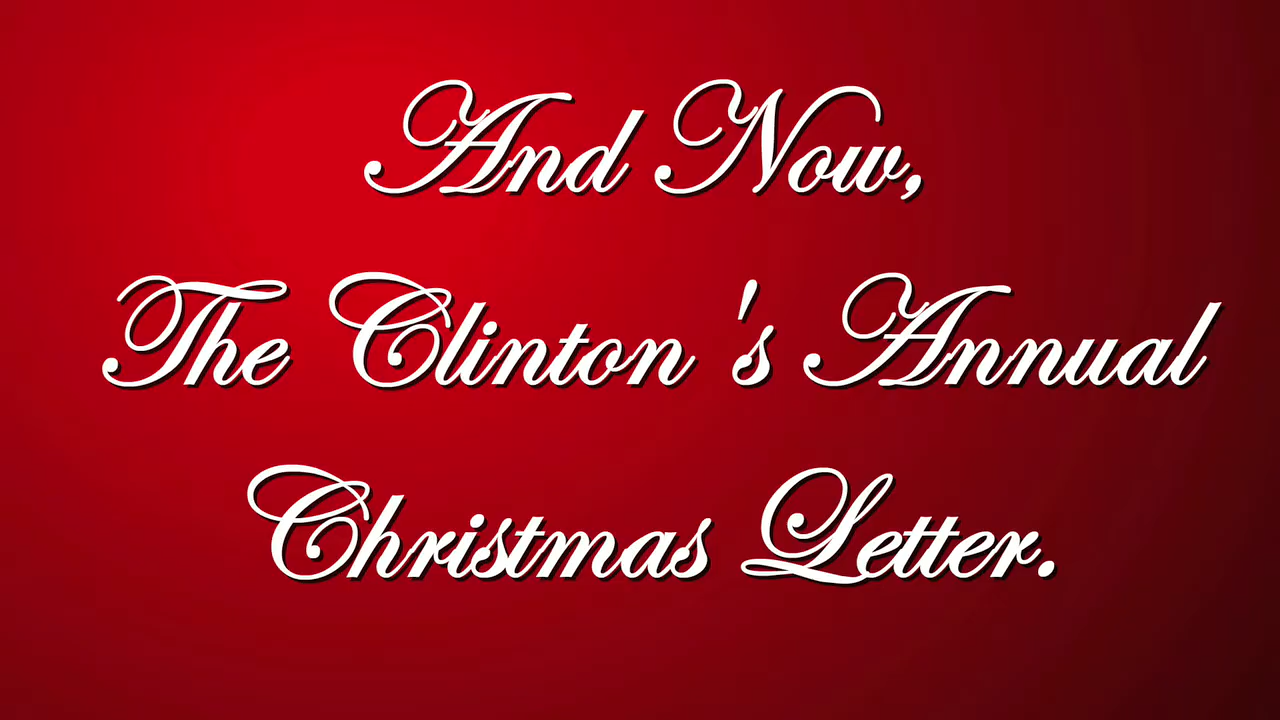 And Now,
The Clinton 's Annual
Christmas Letter.